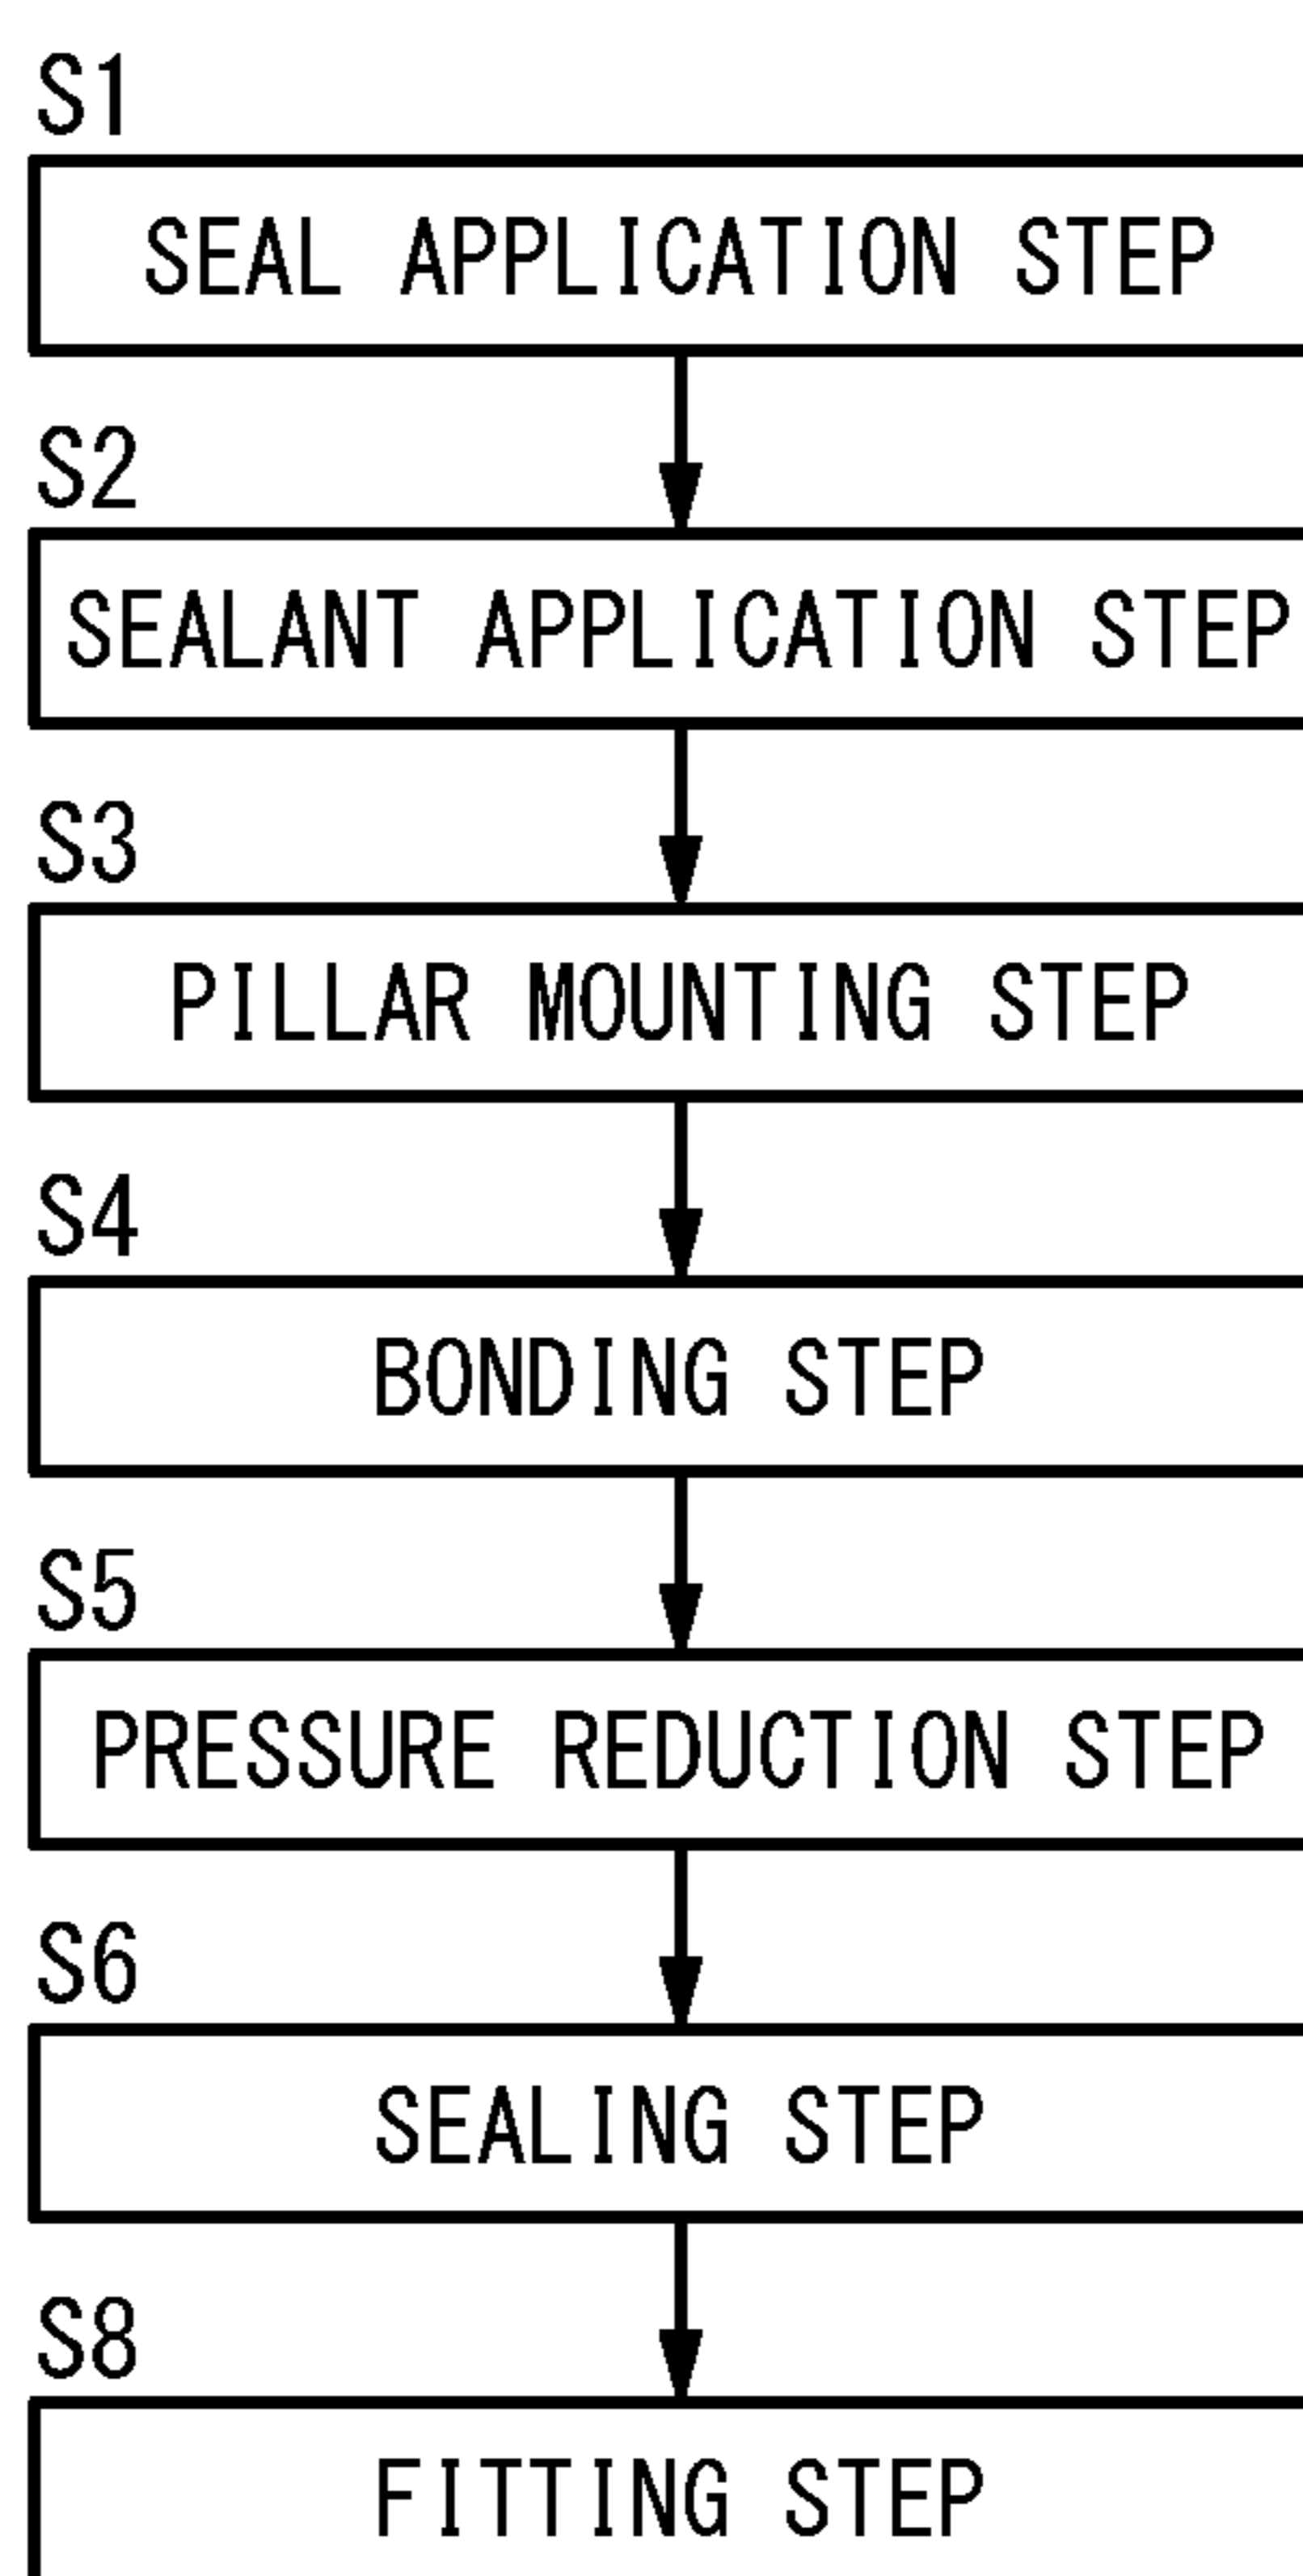 S1
SEAL APPLICATION STEP
S2
SEALANT APPLICATION STEP
S3
PILLAR MOUNTING STEP
S4
BONDING STEP
S5
PRESSURE REDUCTION STEP
S6
SEALING STEP
S8
FITTING STEP